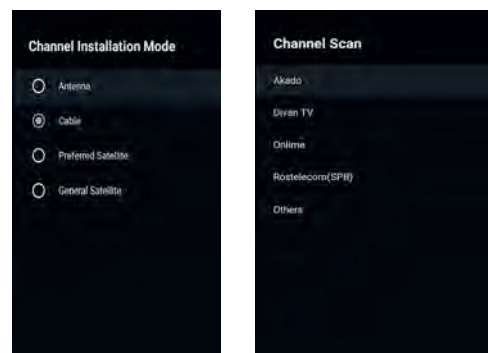 Channel Installation Mode
Antenna
Cable
Preferred Satellite
General Satellite
Channel Scan
Akado
Divan TV
Onlime
Rostelecom(SPB)
Others